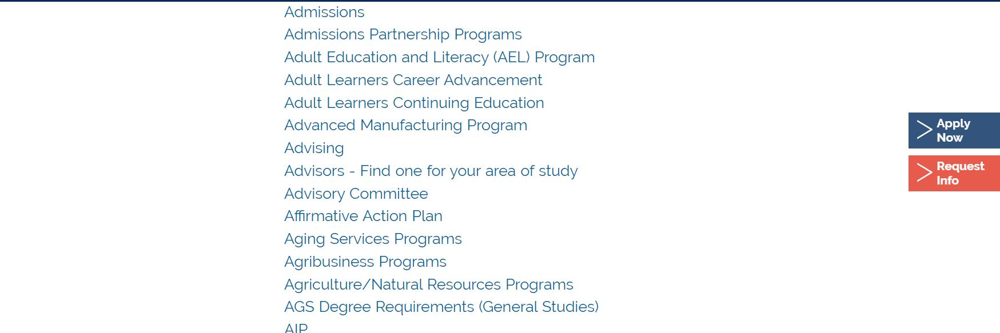 Admissions
Admissions Partnership Programs
Adult Education and Literacy (AEL) Program
Adult Learners Career Advancement
Adult Learners Continuing Education
Advanced Manufacturing Program
Advising
Advisors - Find one for your area of study
Advisory Committee
Affirmative Action Plan
Aging Services Programs
Agribusiness Programs
Agriculture/Natural Resources Programs
AGS Degree Requirements (General Studies)
AIP
Apply
Now
Request
Info